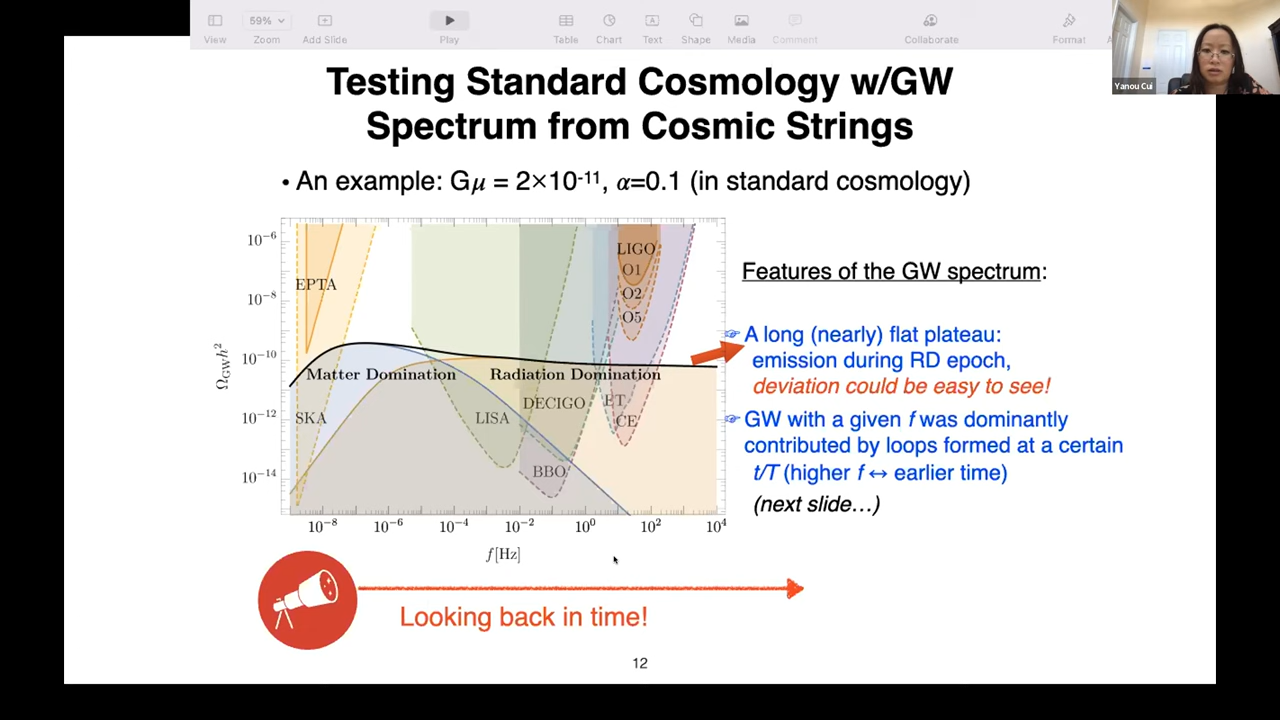 59%
View
Zoom
Add Slide
Play
Table
Chart
Text
Shape
Media
Comment
Collaborate
Format
Yanou Cui
Testing Standard Cosmology w/GW
Spectrum from Cosmic Strings
• An example: Gμ = 2×10⁻¹¹, α=0.1 (in standard cosmology)
10⁻⁶
10⁻⁸
10⁻¹⁰
10⁻¹²
10⁻¹⁴
Ω_GW h²
EPTA
LIGO
O1
O2
O5
Matter Domination
Radiation Domination
SKA
LISA
DECIGO
ET
CE
BBO
10⁻⁸ 10⁻⁶ 10⁻⁴ 10⁻² 10⁰ 10² 10⁴
f[Hz]
Features of the GW spectrum:
☞ A long (nearly) flat plateau:
emission during RD epoch,
deviation could be easy to see!
☞ GW with a given f was dominantly
contributed by loops formed at a certain
t/T (higher f ↔ earlier time)
(next slide…)
Looking back in time!
12